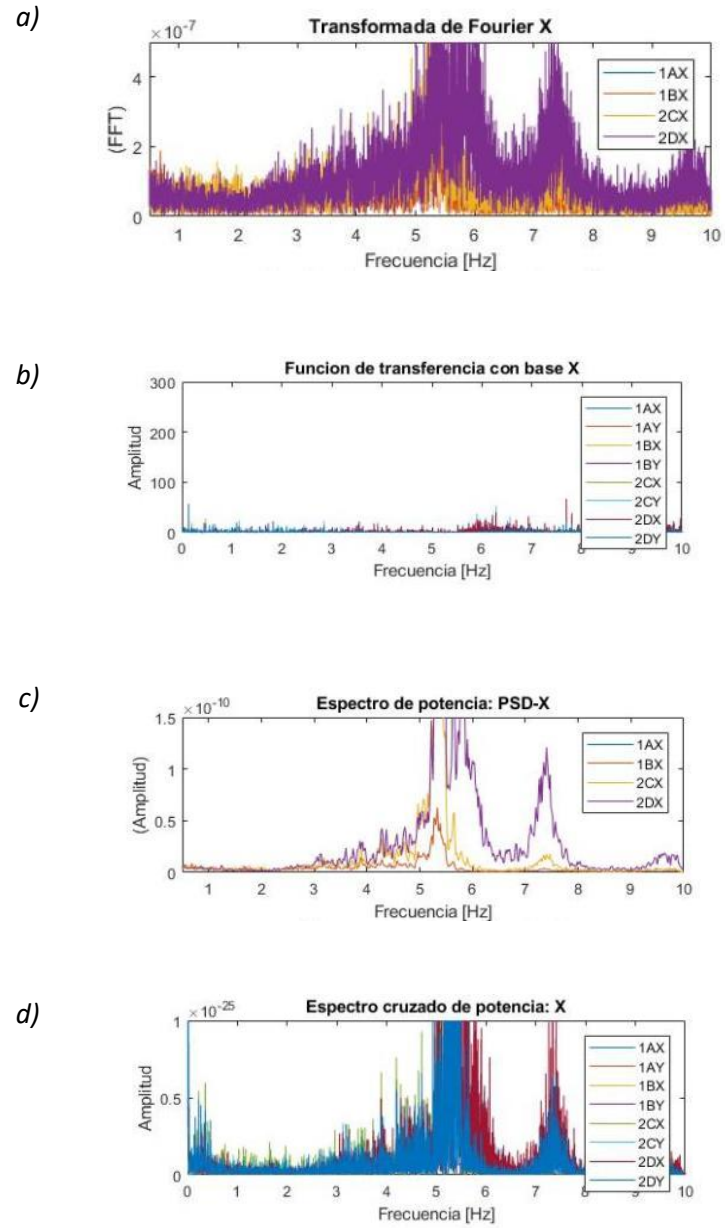 a)
×10⁻⁷
Transformada de Fourier X
4
2
0
(FFT)
1AX
1BX
2CX
2DX
1 2 3 4 5 6 7 8 9 10
Frecuencia [Hz]
b)
Funcion de transferencia con base X
300
200
100
0
Amplitud
1AX
1AY
1BX
1BY
2CX
2CY
2DX
2DY
0 1 2 3 4 5 6 7 8 9 10
Frecuencia [Hz]
c)
×10⁻¹⁰
Espectro de potencia: PSD-X
1.5
1
0.5
0
(Amplitud)
1AX
1BX
2CX
2DX
1 2 3 4 5 6 7 8 9 10
Frecuencia [Hz]
d)
×10⁻²⁵
Espectro cruzado de potencia: X
1
0.5
0
Amplitud
1AX
1AY
1BX
1BY
2CX
2CY
2DX
2DY
0 1 2 3 4 5 6 7 8 9 10
Frecuencia [Hz]